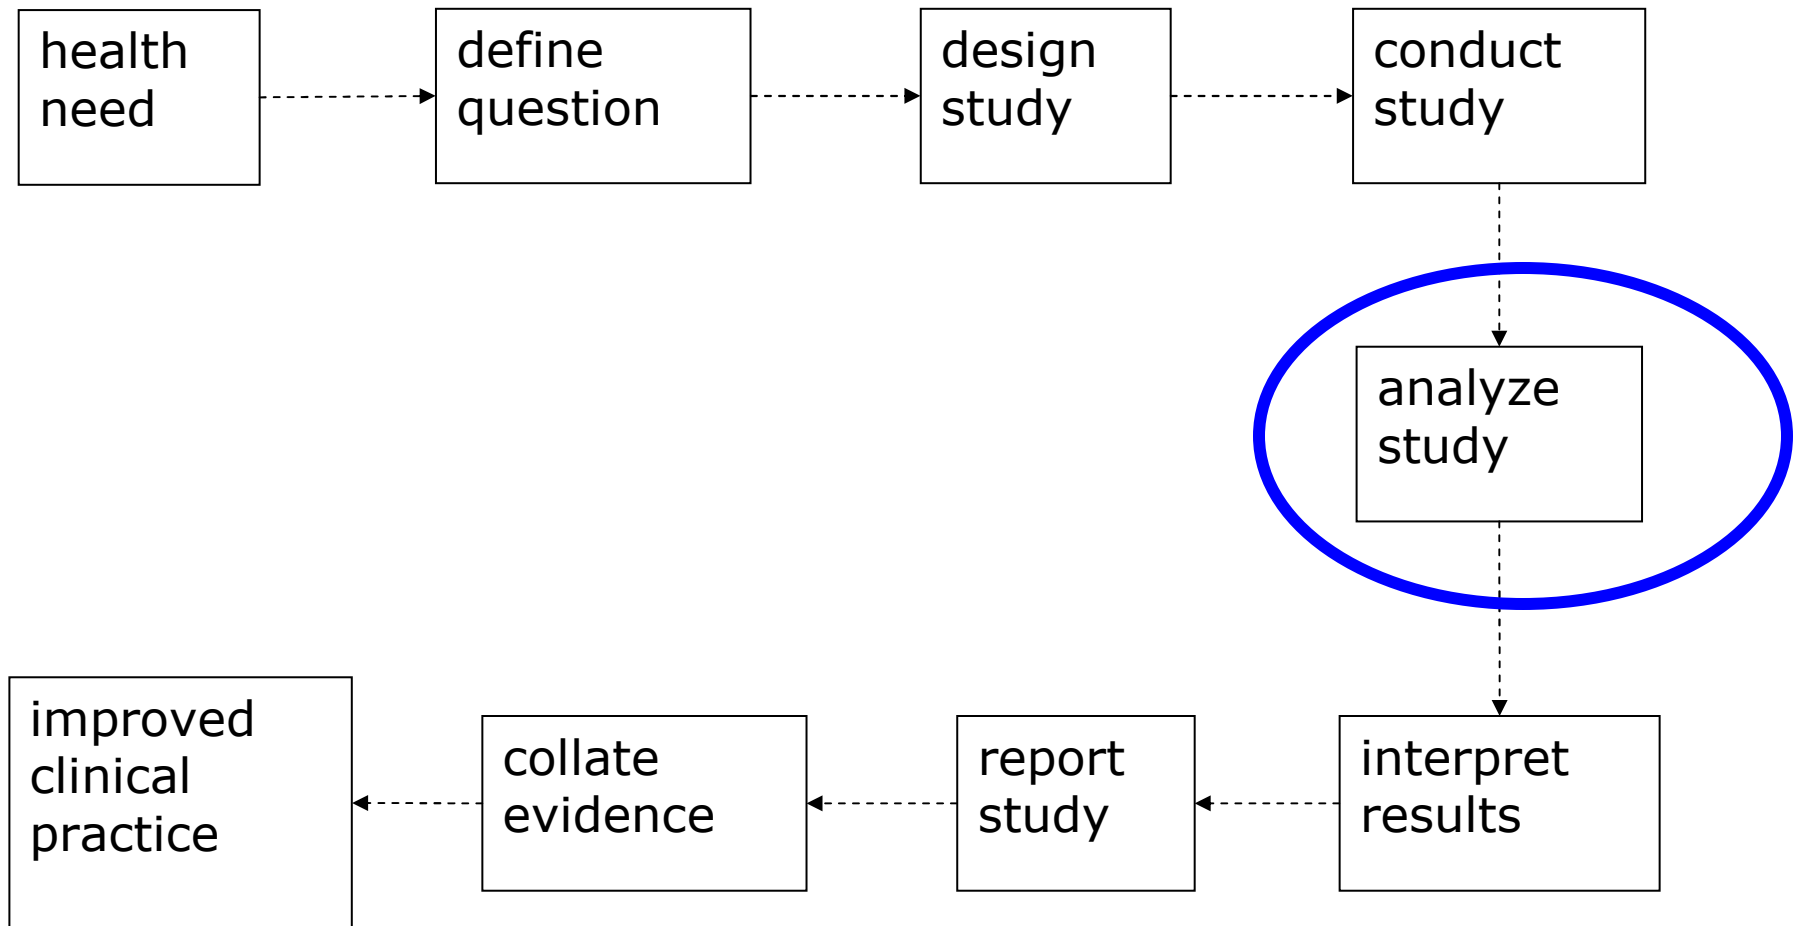 health
need
define
question
design
study
conduct
study
analyze
study
interpret
results
report
study
collate
evidence
improved
clinical
practice